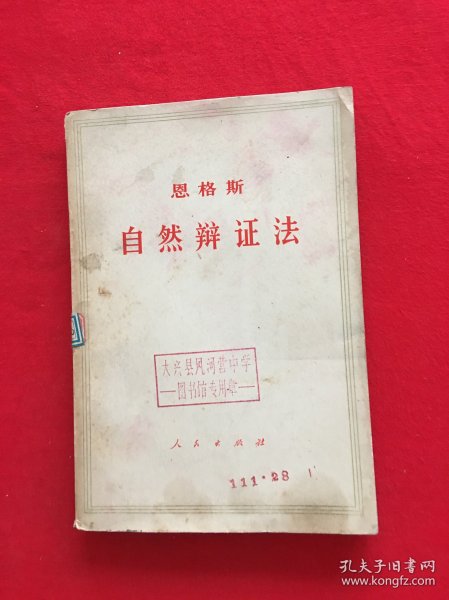 恩格斯
自然辩证法
大兴县凤河营中学
图书馆专用章
人民出版社
111·28 1
孔夫子旧书网
www.kongfz.com